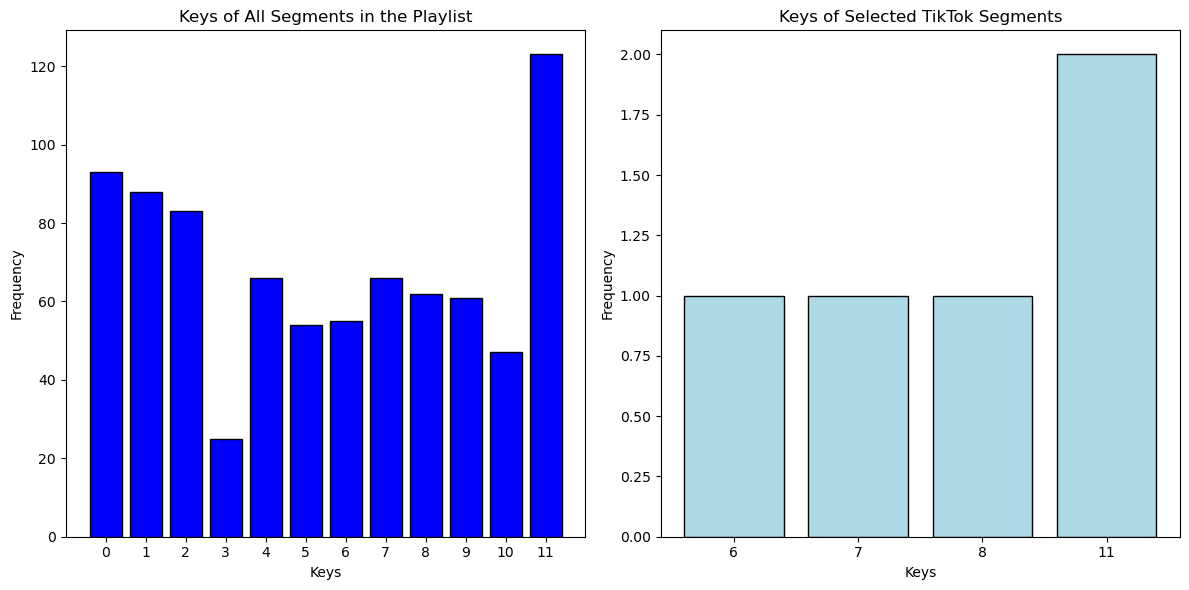 Keys of All Segments in the Playlist
120
100
80
60
40
20
0
Frequency
0 1 2 3 4 5 6 7 8 9 10 11
Keys
Keys of Selected TikTok Segments
2.00
1.75
1.50
1.25
1.00
0.75
0.50
0.25
0.00
Frequency
6 7 8 11
Keys